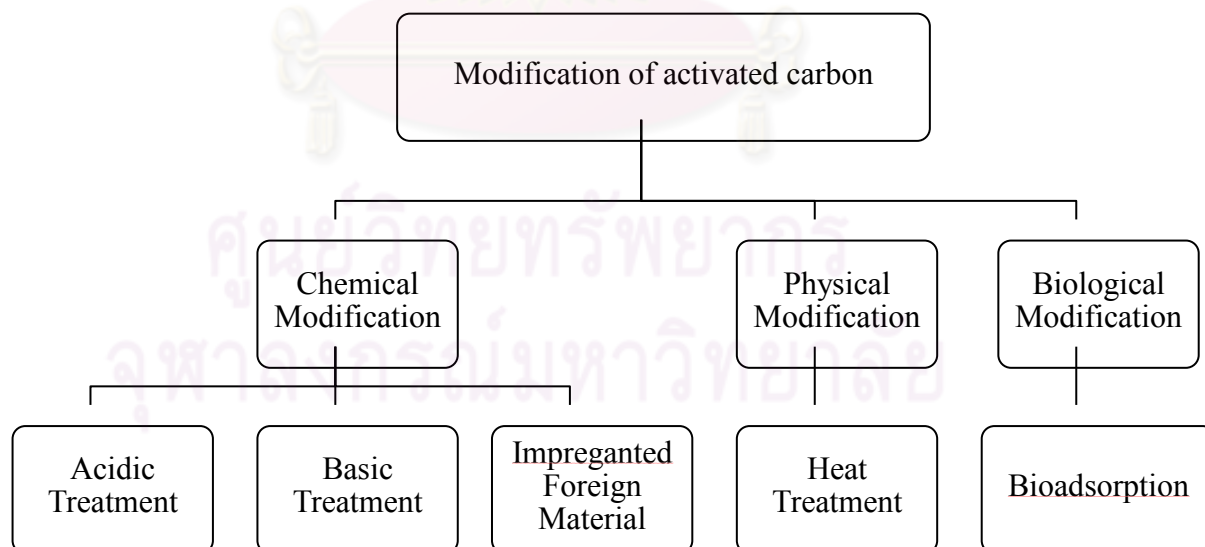 Modification of activated carbon
ศูนย์วิทยทรัพยากร
จุฬาลงกรณ์มหาวิทยาลัย
Chemical
Modification
Physical
Modification
Biological
Modification
Acidic
Treatment
Basic
Treatment
Impreganted
Foreign
Material
Heat
Treatment
Bioadsorption